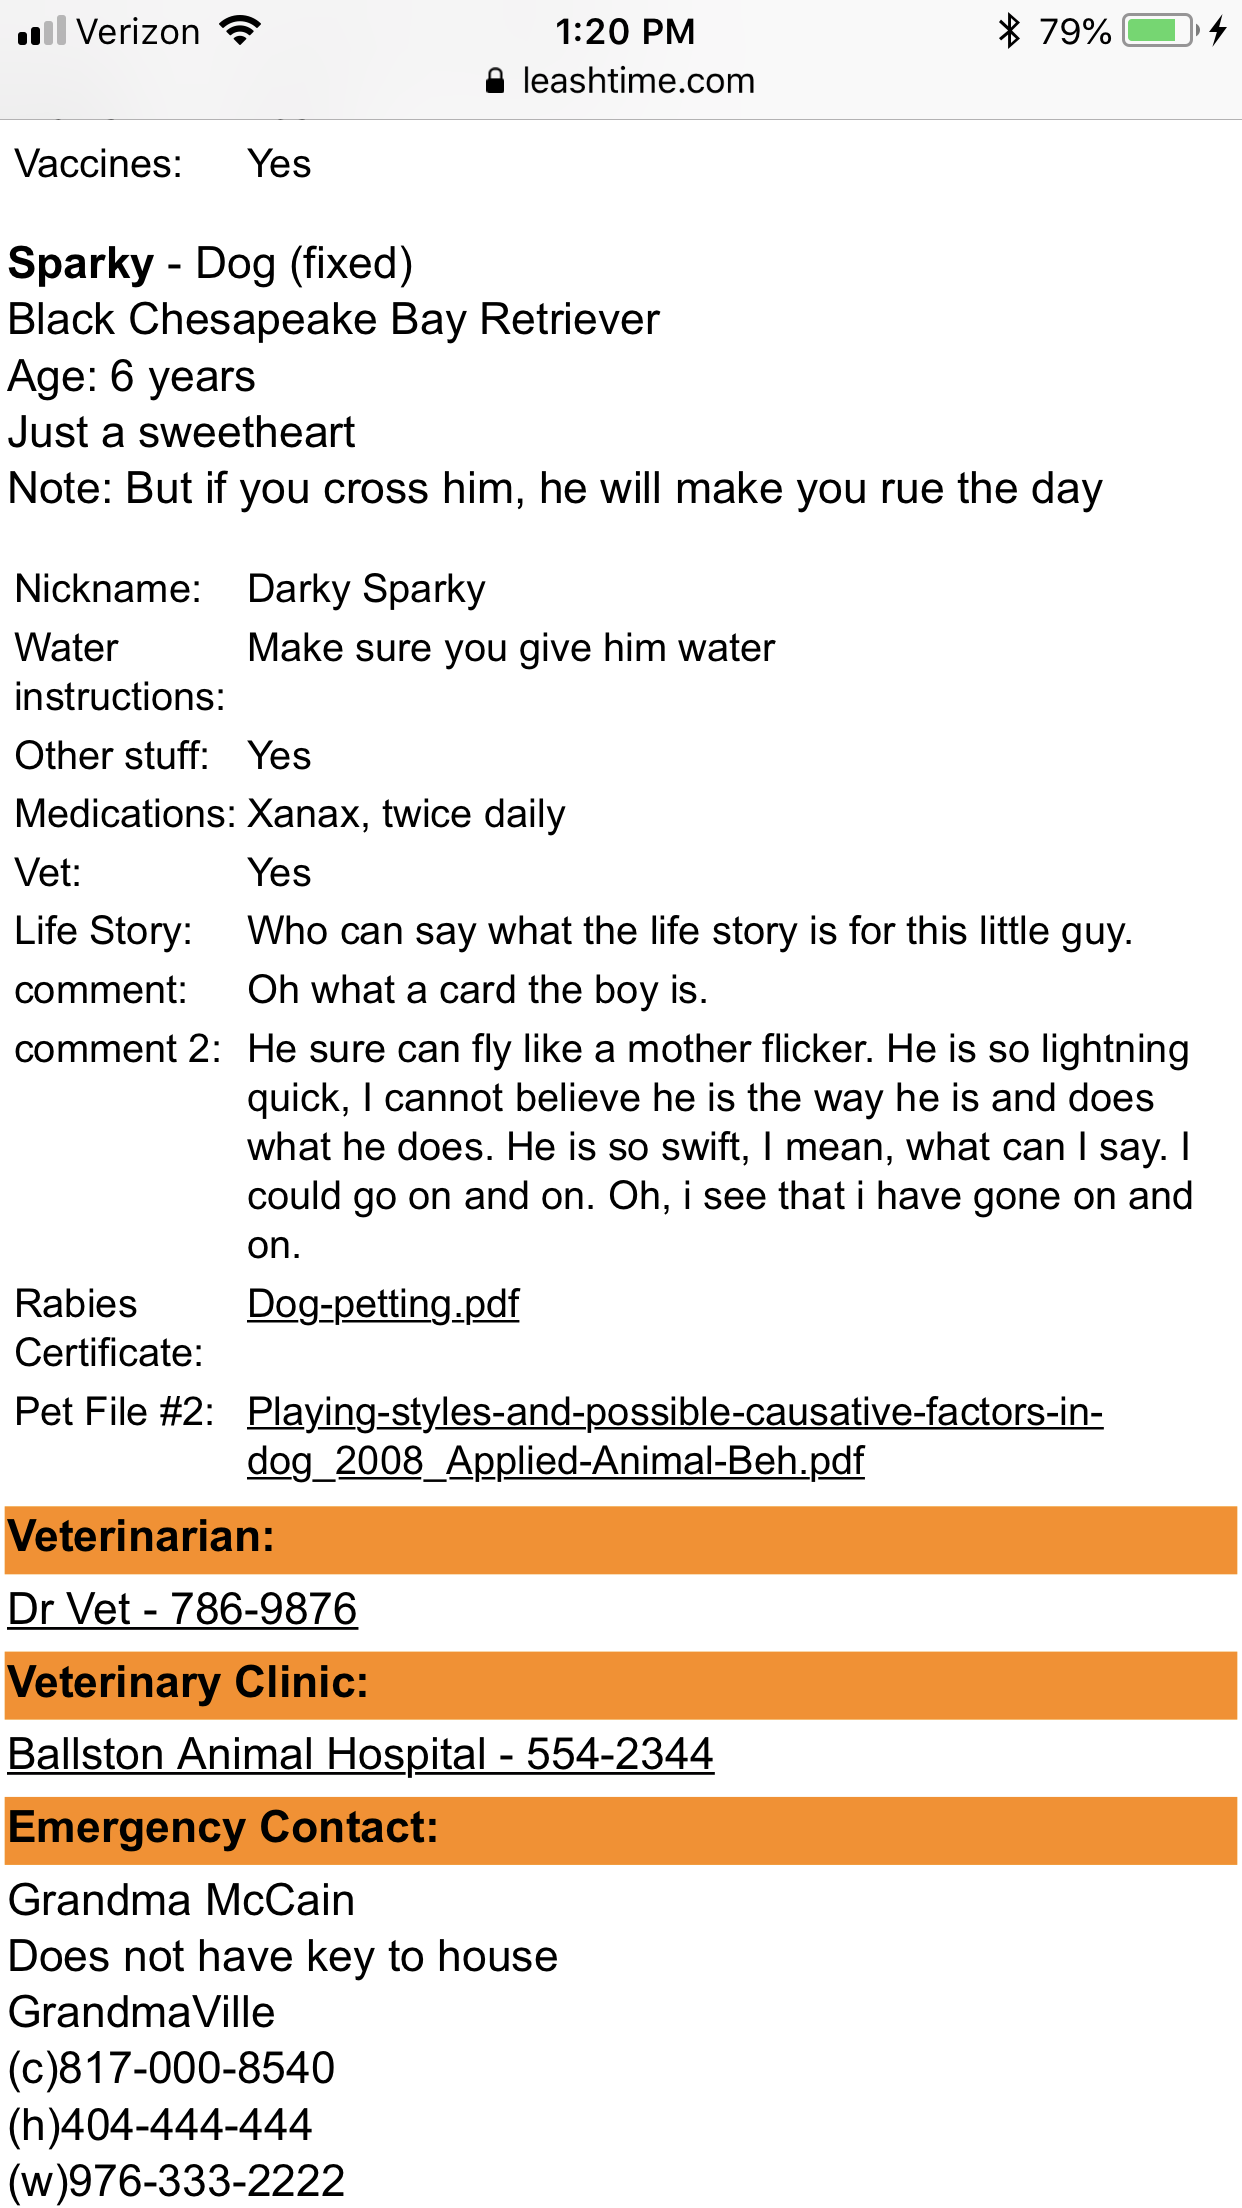 Verizon 1:20 PM 79%
leashtime.com
Vaccines: Yes
Sparky - Dog (fixed)
Black Chesapeake Bay Retriever
Age: 6 years
Just a sweetheart
Note: But if you cross him, he will make you rue the day
Nickname: Darky Sparky
Water Make sure you give him water
instructions:
Other stuff: Yes
Medications: Xanax, twice daily
Vet: Yes
Life Story: Who can say what the life story is for this little guy.
comment: Oh what a card the boy is.
comment 2: He sure can fly like a mother flicker. He is so lightning
quick, I cannot believe he is the way he is and does
what he does. He is so swift, I mean, what can I say. I
could go on and on. Oh, i see that i have gone on and
on.
Rabies Dog-petting.pdf
Certificate:
Pet File #2: Playing-styles-and-possible-causative-factors-in-
dog_2008_Applied-Animal-Beh.pdf
Veterinarian:
Dr Vet - 786-9876
Veterinary Clinic:
Ballston Animal Hospital - 554-2344
Emergency Contact:
Grandma McCain
Does not have key to house
GrandmaVille
(c)817-000-8540
(h)404-444-444
(w)976-333-2222